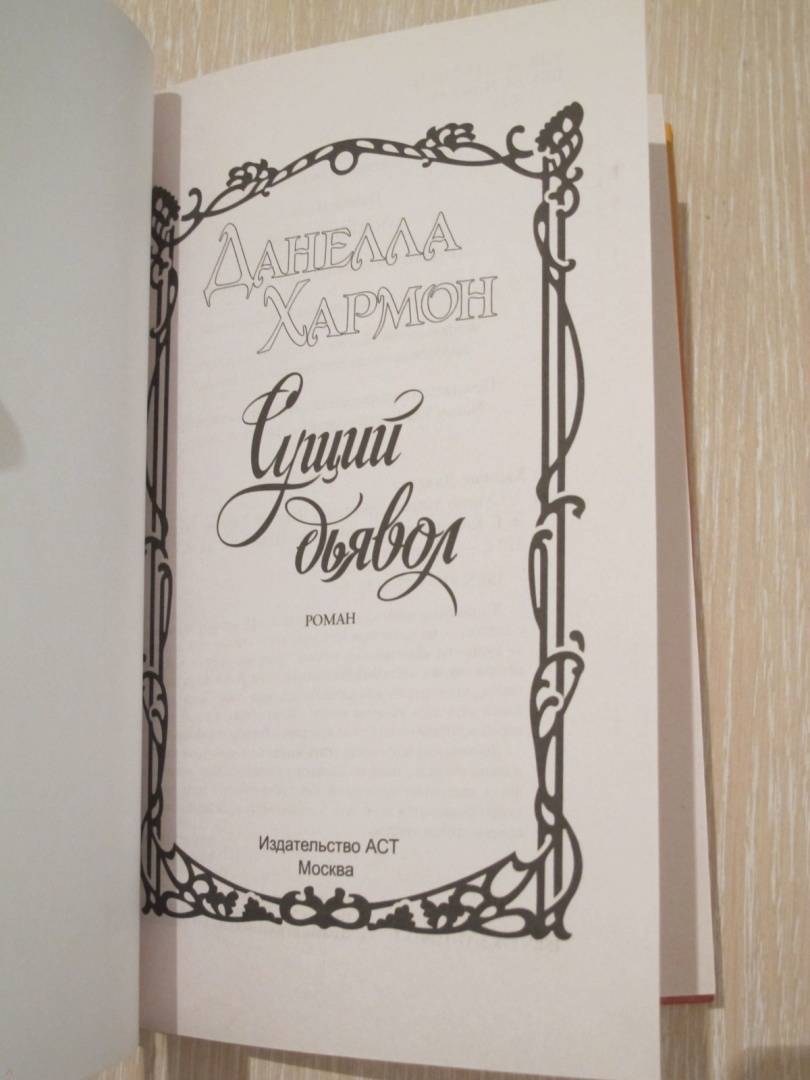 Данелла
Хармон
Сущий
дьявол
РОМАН
Издательство АСТ
Москва